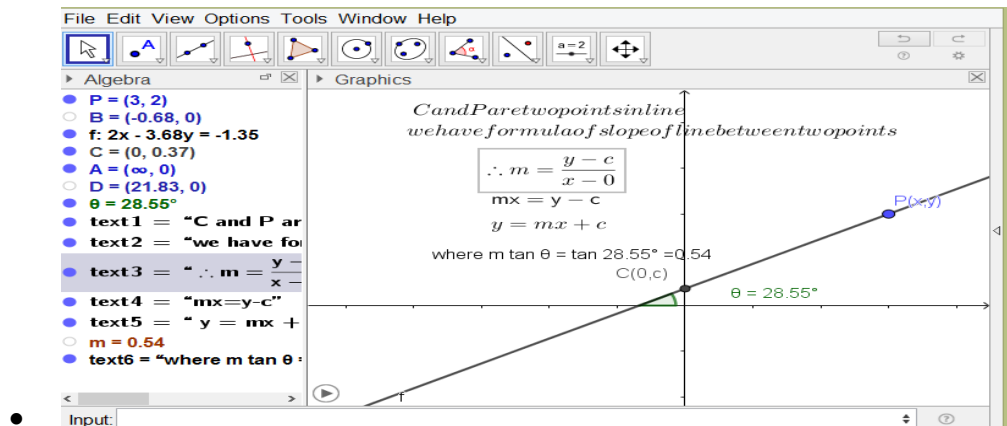 File Edit View Options Tools Window Help
A
α
a=2
Algebra
Graphics
P = (3, 2)
B = (-0.68, 0)
f: 2x - 3.68y = -1.35
C = (0, 0.37)
A = (∞, 0)
D = (21.83, 0)
θ = 28.55°
text1 = “C and P ar
text2 = “we have for
text3 = “ ∴ m = y − / x −
text4 = “mx=y-c”
text5 = “ y = mx +
m = 0.54
text6 = “where m tan θ =
CandParetwopointsinline
wehaveformulaofslopeoflinebetweentwopoints
∴ m = y − c / x − 0
mx = y − c
y = mx + c
where m tan θ = tan 28.55° =0.54
C(0,c)
P(x,y)
θ = 28.55°
f
Input: